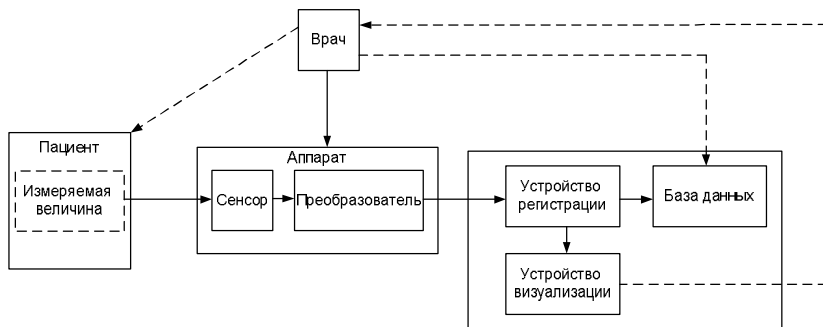 Врач
Пациент
Измеряемая
величина
Аппарат
Сенсор
Преобразователь
Устройство
регистрации
База данных
Устройство
визуализации